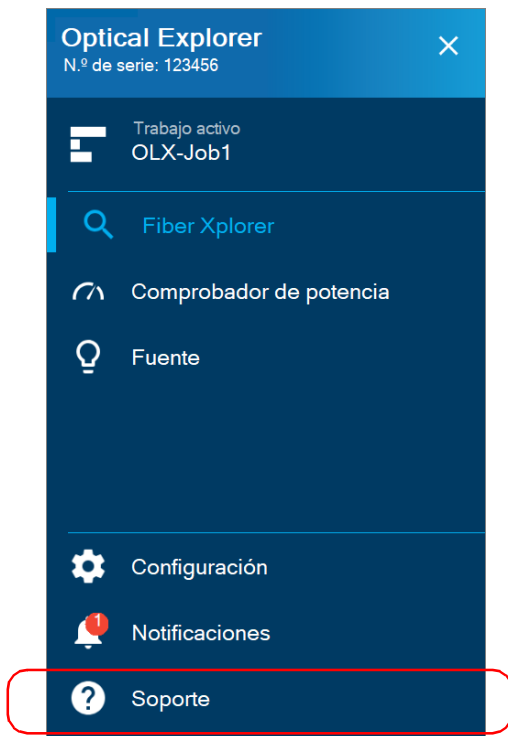 Optical Explorer
N.º de serie: 123456
Trabajo activo
OLX-Job1
Fiber Xplorer
Comprobador de potencia
Fuente
Configuración
1
Notificaciones
?
Soporte